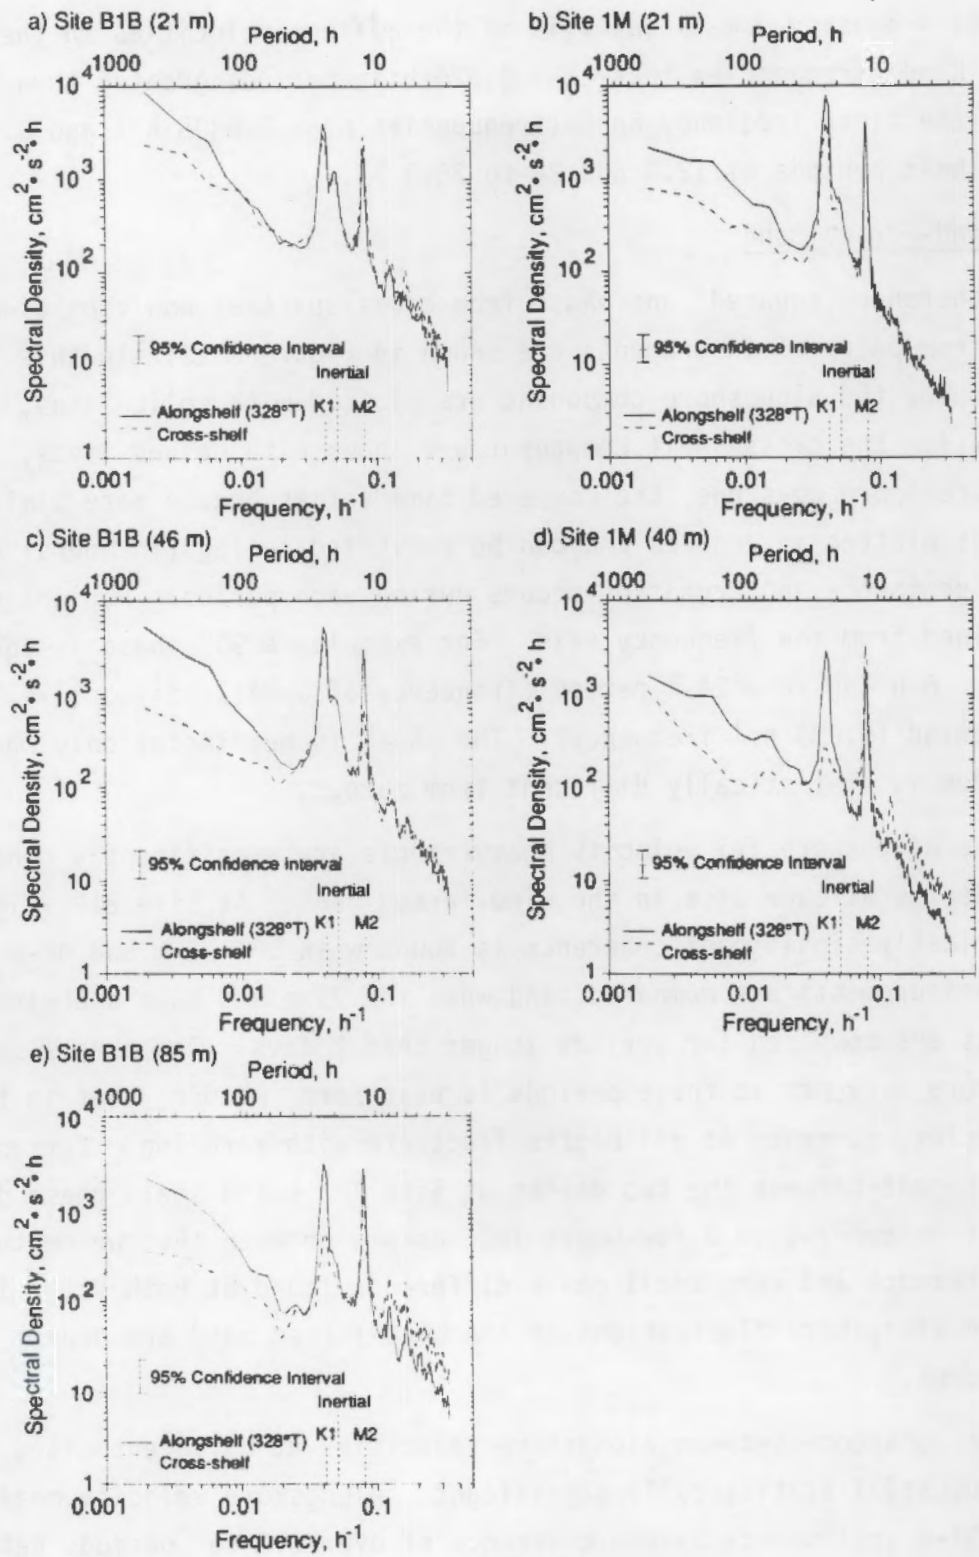 a) Site B1B (21 m)
Period, h
1000 100 10
10⁴
10³
10²
10
1
Spectral Density, cm²•s⁻²•h
95% Confidence Interval
Inertial
Alongshelf (328°T) K1 M2
Cross-shelf
0.001 0.01 0.1
Frequency, h⁻¹
b) Site 1M (21 m)
Period, h
1000 100 10
10⁴
10³
10²
10
1
Spectral Density, cm²•s⁻²•h
95% Confidence Interval
Inertial
Alongshelf (328°T) K1 M2
Cross-shelf
0.001 0.01 0.1
Frequency, h⁻¹
c) Site B1B (46 m)
Period, h
1000 100 10
10⁴
10³
10²
10
1
Spectral Density, cm²•s⁻²•h
95% Confidence Interval
Inertial
Alongshelf (328°T) K1 M2
Cross-shelf
0.001 0.01 0.1
Frequency, h⁻¹
d) Site 1M (40 m)
Period, h
1000 100 10
10⁴
10³
10²
10
1
Spectral Density, cm²•s⁻²•h
95% Confidence Interval
Inertial
Alongshelf (328°T) K1 M2
Cross-shelf
0.001 0.01 0.1
Frequency, h⁻¹
e) Site B1B (85 m)
Period, h
1000 100 10
10⁴
10³
10²
10
1
Spectral Density, cm²•s⁻²•h
95% Confidence Interval
Inertial
Alongshelf (328°T) K1 M2
Cross-shelf
0.001 0.01 0.1
Frequency, h⁻¹